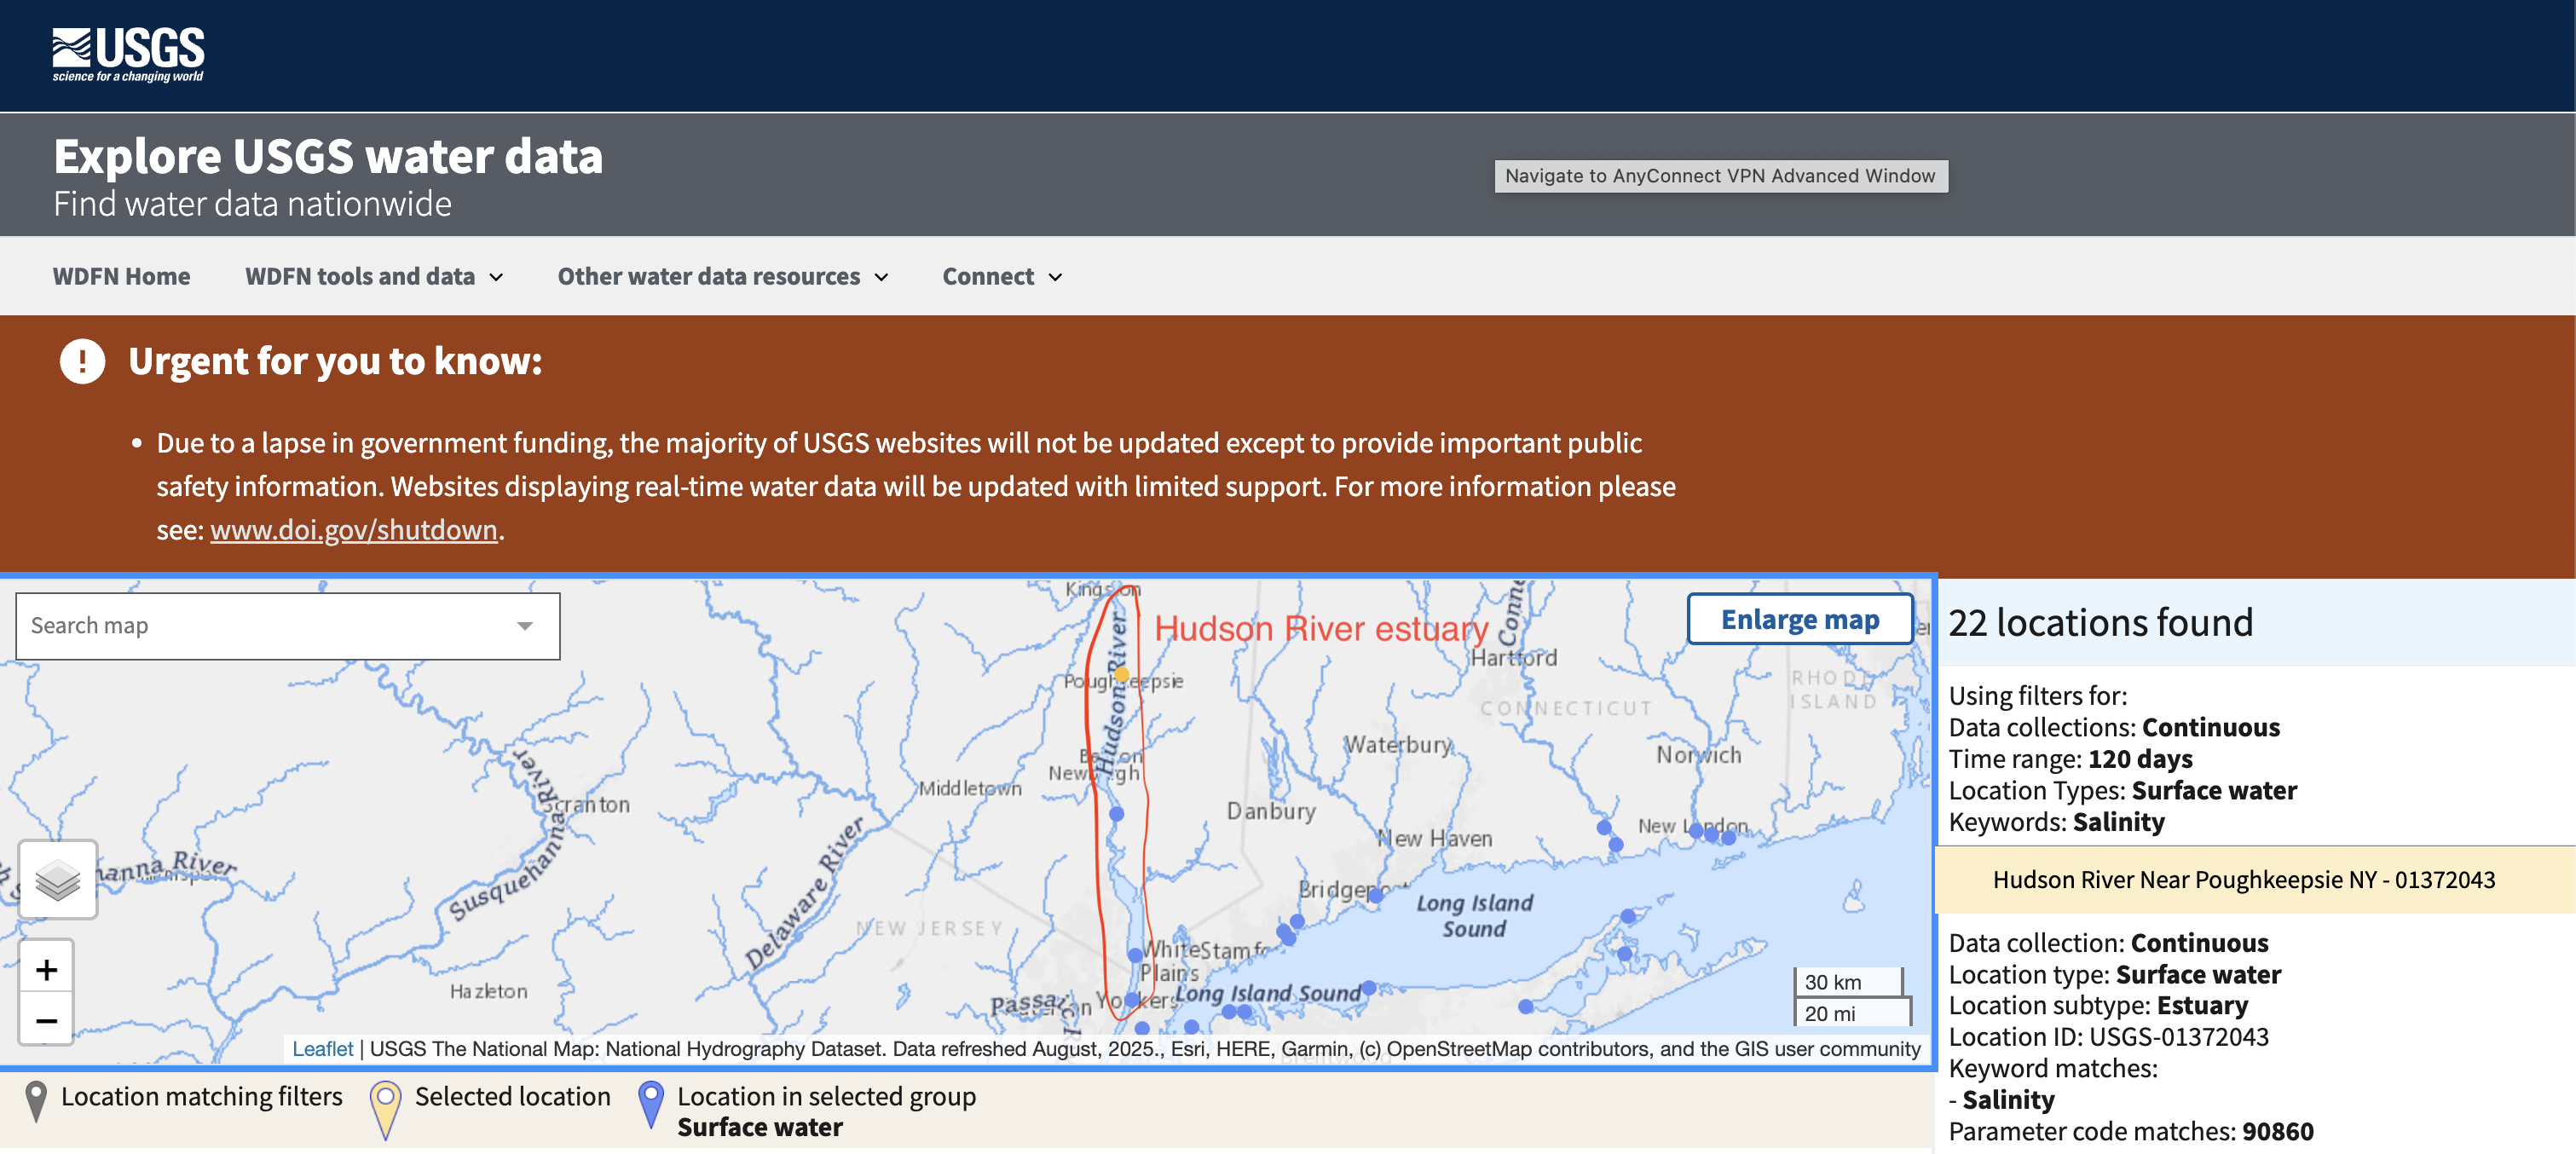 USGS
science for a changing world
Explore USGS water data
Find water data nationwide
Navigate to AnyConnect VPN Advanced Window
WDFN Home WDFN tools and data Other water data resources Connect
! Urgent for you to know:
• Due to a lapse in government funding, the majority of USGS websites will not be updated except to provide important public
safety information. Websites displaying real-time water data will be updated with limited support. For more information please
see: www.doi.gov/shutdown.
Search map
Enlarge map
Hudson River estuary
Kingston
Hudson River
Poughkeepsie
Newburgh
Middletown
Scranton
Susquehanna River
Delaware River
Hazleton
NEW JERSEY
Danbury
Waterbury
Hartford
CONNECTICUT
RHODE
ISLAND
Norwich
New London
New Haven
Bridgeport
Long Island
Sound
White
Plains
Yonkers
Long Island Sound
30 km
20 mi
+
−
Leaflet | USGS The National Map: National Hydrography Dataset. Data refreshed August, 2025., Esri, HERE, Garmin, (c) OpenStreetMap contributors, and the GIS user community
Location matching filters
Selected location
Location in selected group
Surface water
22 locations found
Using filters for:
Data collections: Continuous
Time range: 120 days
Location Types: Surface water
Keywords: Salinity
Hudson River Near Poughkeepsie NY - 01372043
Data collection: Continuous
Location type: Surface water
Location subtype: Estuary
Location ID: USGS-01372043
Keyword matches:
- Salinity
Parameter code matches: 90860